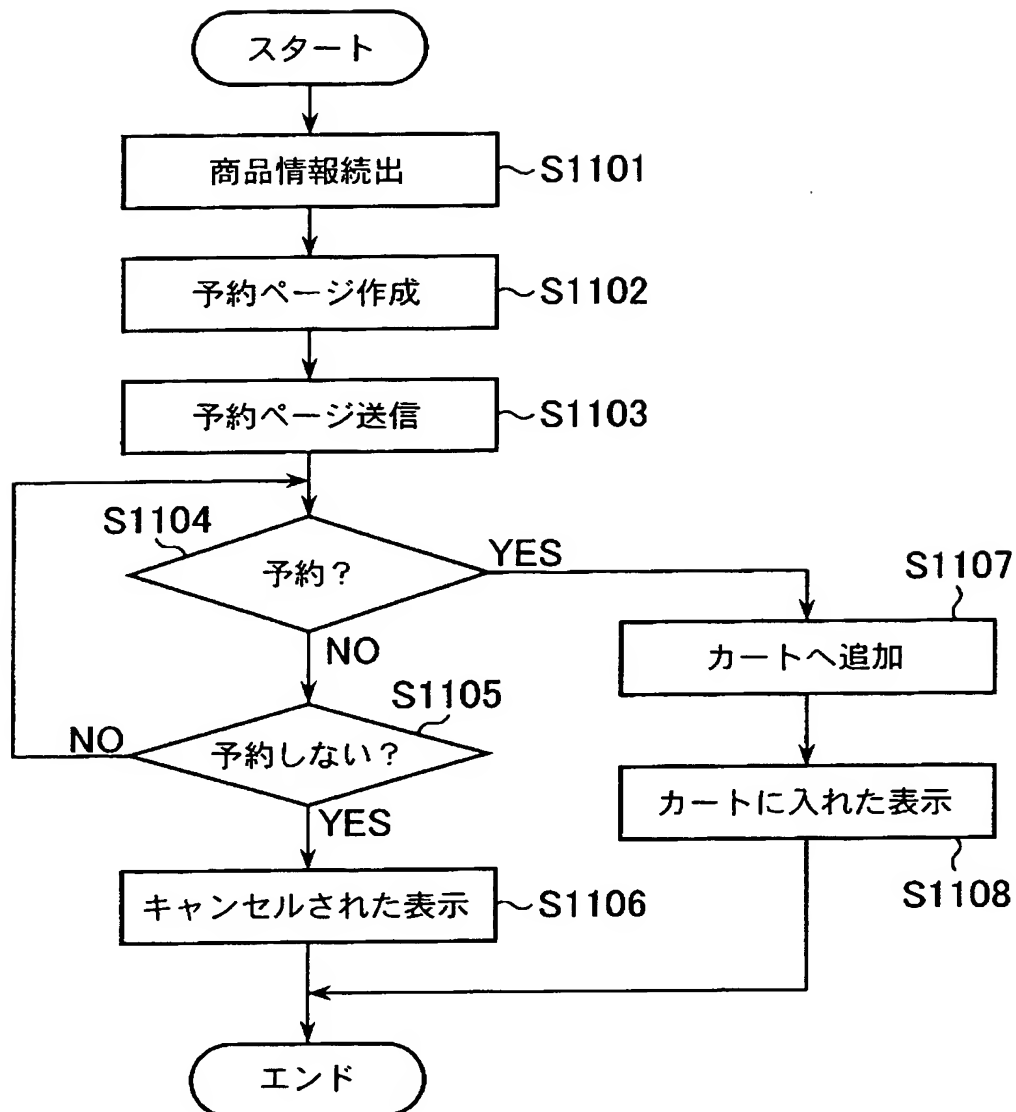 スタート
商品情報続出
S1101
予約ページ作成
S1102
予約ページ送信
S1103
S1104
予約？
YES
NO
S1105
予約しない？
NO
YES
キャンセルされた表示
S1106
S1107
カートへ追加
カートに入れた表示
S1108
エンド